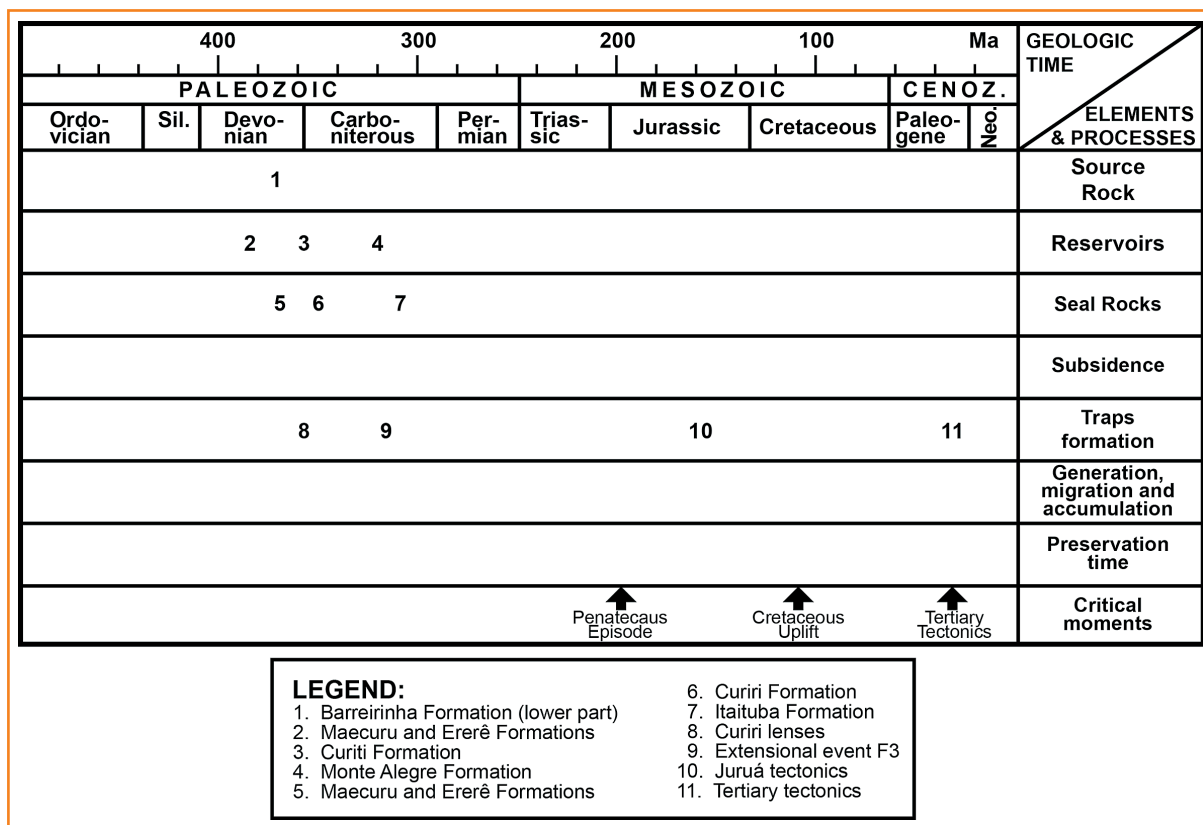 400 300 200 100 Ma
GEOLOGIC
TIME
ELEMENTS
& PROCESSES
PALEOZOIC MESOZOIC CENOZ.
Ordo-
vician
Sil.
Devo-
nian
Carbo-
niterous
Per-
mian
Trias-
sic
Jurassic
Cretaceous
Paleo-
gene
Neo.
1
Source
Rock
2 3 4
Reservoirs
5 6 7
Seal Rocks
Subsidence
8 9 10 11
Traps
formation
Generation,
migration and
accumulation
Preservation
time
Penatecaus
Episode
Cretaceous
Uplift
Tertiary
Tectonics
Critical
moments
LEGEND:
1. Barreirinha Formation (lower part)
2. Maecuru and Ererê Formations
3. Curiti Formation
4. Monte Alegre Formation
5. Maecuru and Ererê Formations
6. Curiri Formation
7. Itaituba Formation
8. Curiri lenses
9. Extensional event F3
10. Juruá tectonics
11. Tertiary tectonics